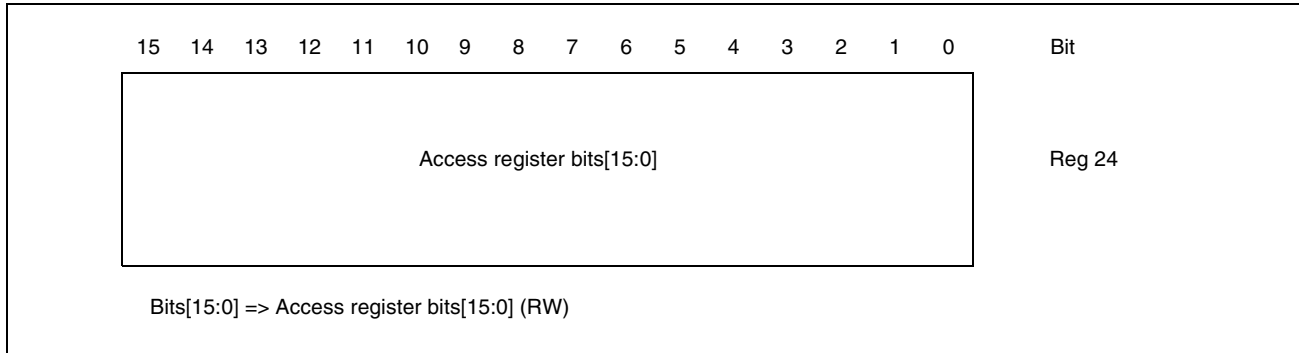 15 14 13 12 11 10 9 8 7 6 5 4 3 2 1 0 Bit
Access register bits[15:0] Reg 24
Bits[15:0] => Access register bits[15:0] (RW)